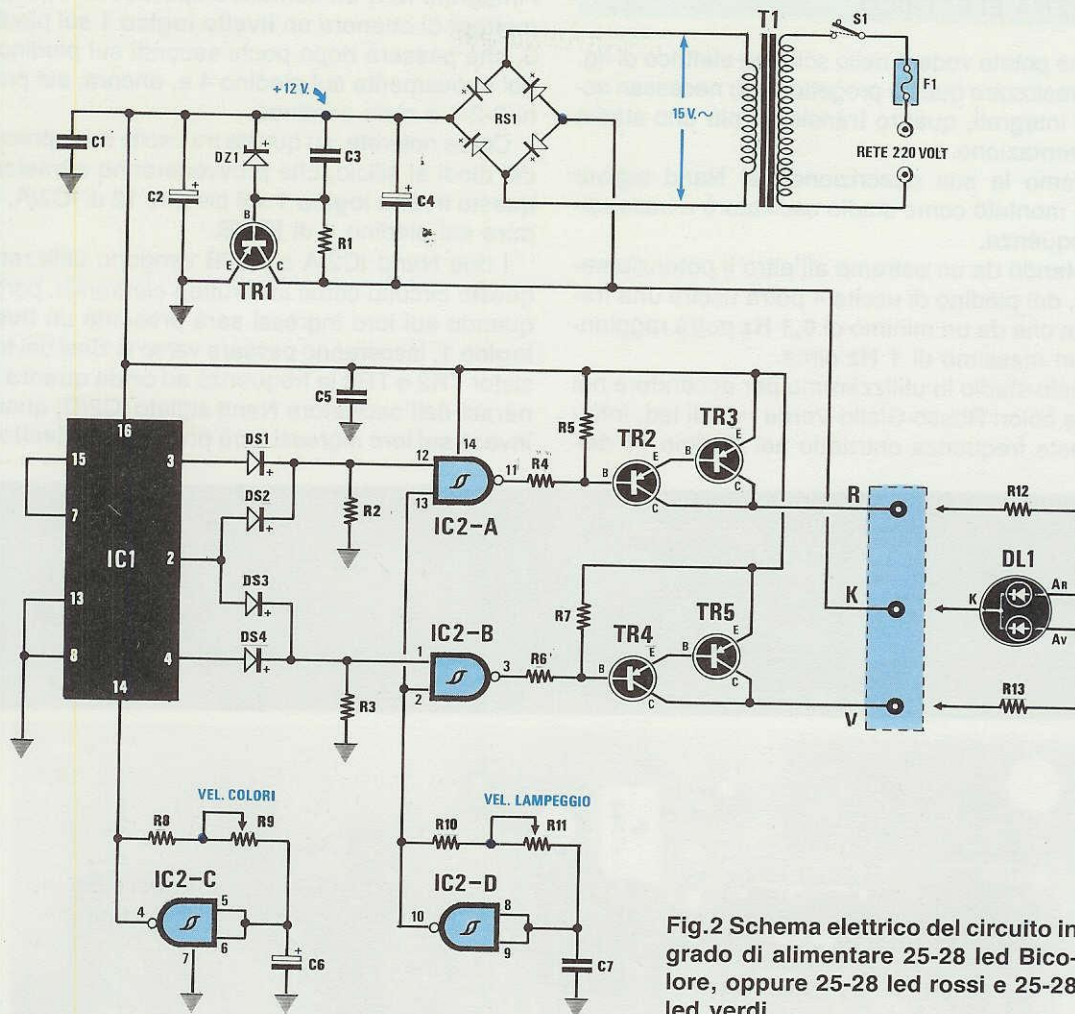 T1
S1
F1
RETE 220 VOLT
15 V.~
RS1
+12 V.
C1
C2
DZ1
C3
C4
R1
B
E
C
TR1
C5
16
15
7
IC1
13
8
14
3
2
4
DS1
DS2
DS3
DS4
R2
R3
12
13
14
11
IC2-A
R4
R5
TR2
B
E
C
TR3
B
E
C
IC2-B
1
2
3
R6
R7
TR4
B
E
C
TR5
B
E
C
R
K
V
R12
DL1
K
AR
AV
R13
VEL. COLORI
R8
R9
IC2-C
4
5
6
7
C6
VEL. LAMPEGGIO
R10
R11
IC2-D
10
8
9
C7
Fig.2 Schema elettrico del circuito in
grado di alimentare 25-28 led Bico-
lore, oppure 25-28 led rossi e 25-28
led verdi.